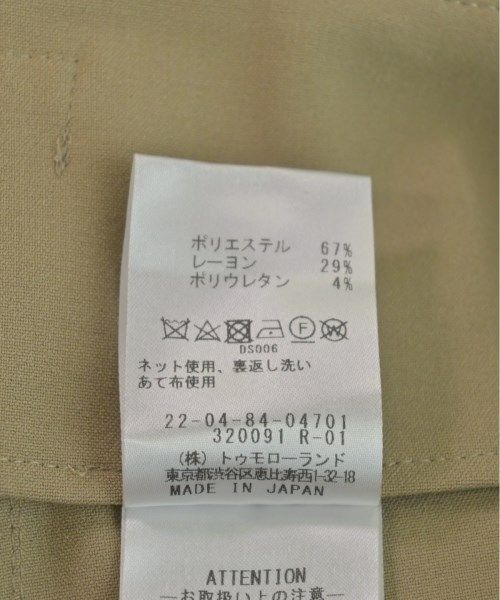 ポリエステル 67%
レーヨン 29%
ポリウレタン 4%
DS006
ネット使用、裏返し洗い
あて布使用
22-04-84-04701
320091 R-01
(株)トゥモローランド
東京都渋谷区恵比寿西1-32-18
MADE IN JAPAN
ATTENTION
―お取扱い上の注意―